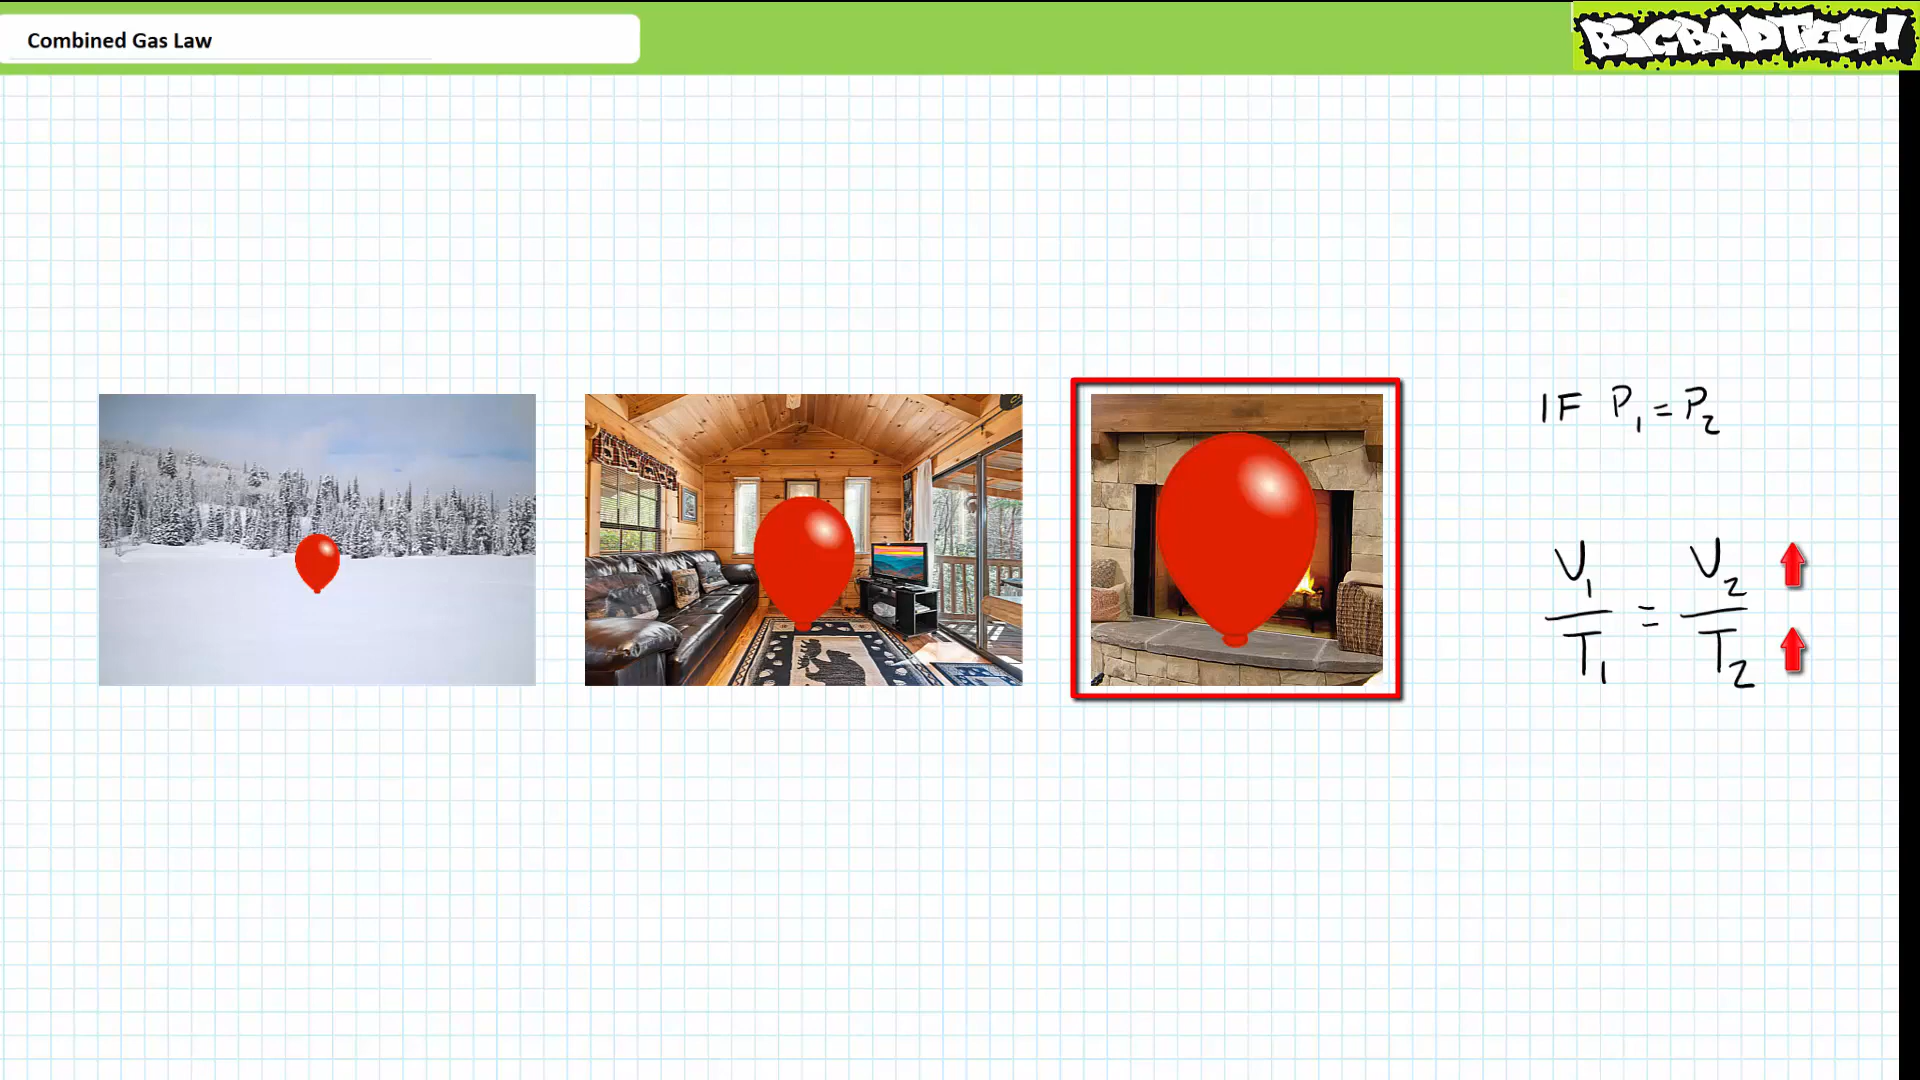 Combined Gas Law
BIGBADTECH
IF P₁ = P₂
V₁ = V₂
T₁ T₂